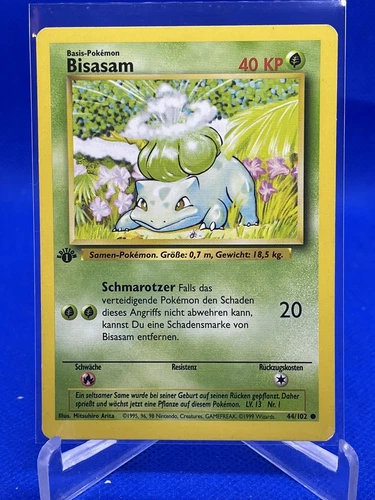 Basis-Pokémon
Bisasam
40 KP
EDITION
1
Samen-Pokémon. Größe: 0,7 m, Gewicht: 18,5 kg.
Schmarotzer Falls das
verteidigende Pokémon den Schaden
dieses Angriffs nicht abwehren kann,
kannst Du eine Schadensmarke von
Bisasam entfernen.
20
Schwäche Resistenz Rückzugskosten
Ein seltsamer Same wurde bei seiner Geburt auf seinen Rücken gepflanzt. Daher
sprießt und wächst jetzt eine Pflanze auf diesem Pokémon. LV. 13 Nr. 1
Illus. Mitsuhiro Arita ©1995, 96, 98 Nintendo, Creatures, GAMEFREAK. ©1999 Wizards. 44/102